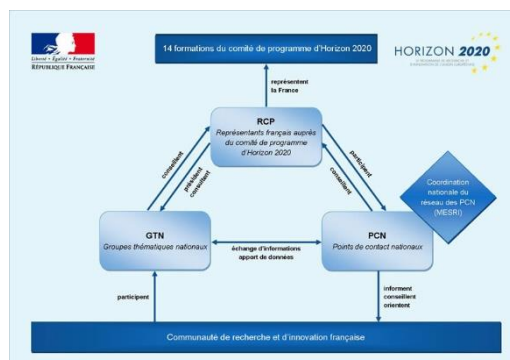 14 formations du comité de programme d'Horizon 2020
Liberté • Égalité • Fraternité
RÉPUBLIQUE FRANÇAISE
HORIZON 2020
représentent
la France
RCP
Représentants français auprès
du comité de programme
d'Horizon 2020
conseillent
président
consultent
participent
conseillent
Coordination
nationale du
réseau des PCN
(MESRI)
GTN
Groupes thématiques nationaux
échange d'informations
apport de données
PCN
Points de contact nationaux
participent
informent
conseillent
orientent
Communauté de recherche et d'innovation française